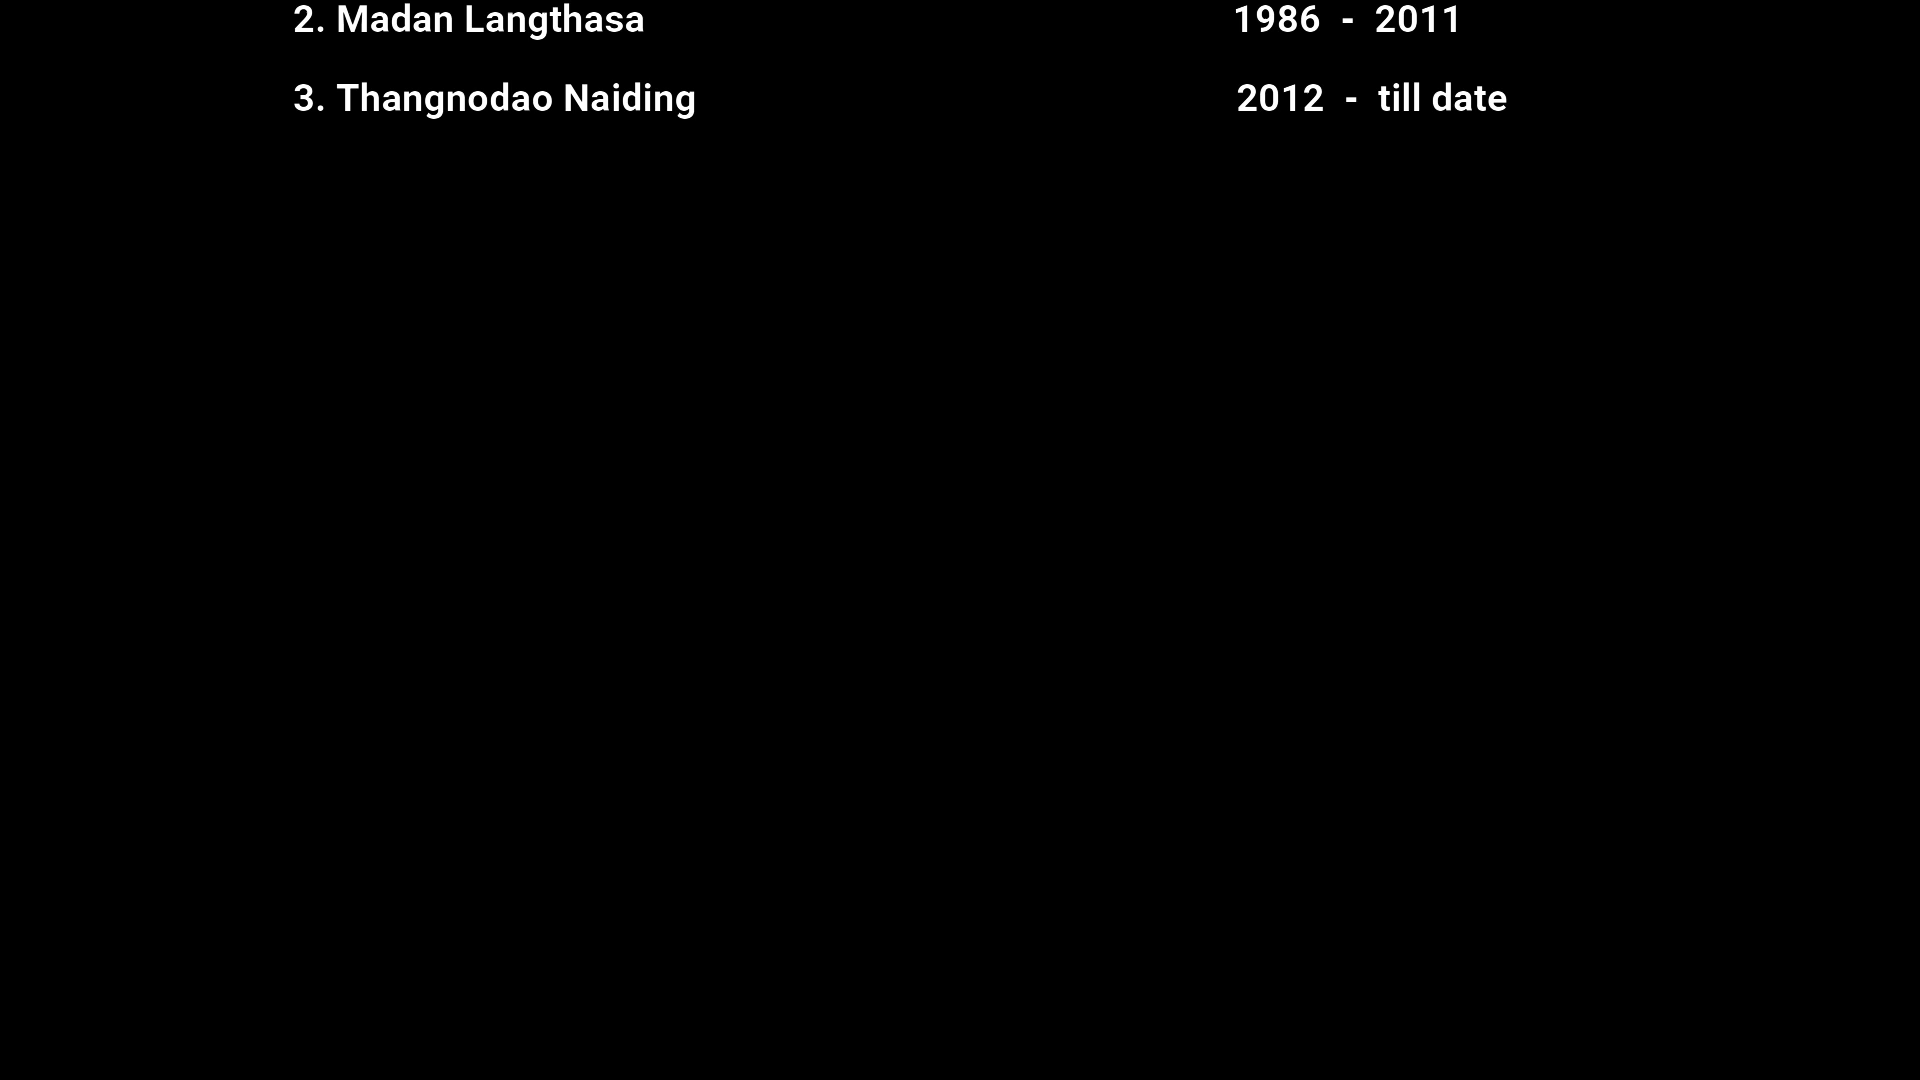 2. Madan Langthasa 1986 - 2011
3. Thangnodao Naiding 2012 - till date